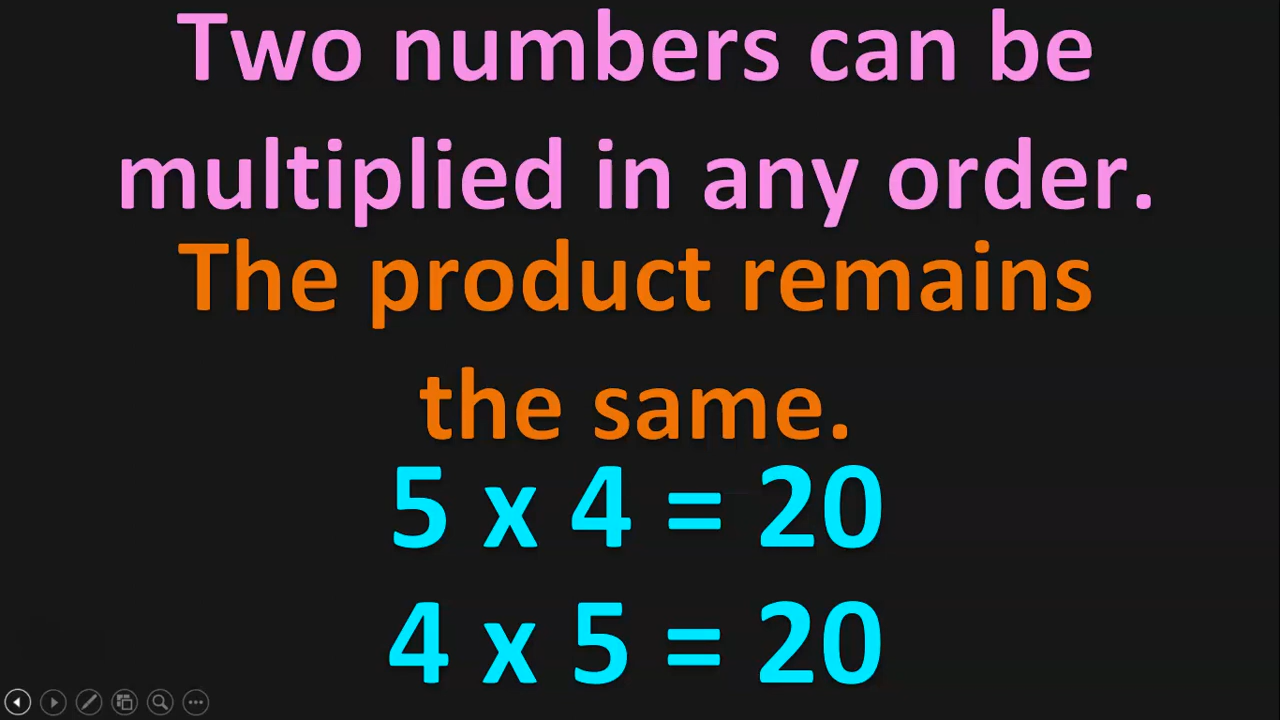 Two numbers can be
multiplied in any order.
The product remains
the same.
5 x 4 = 20
4 x 5 = 20